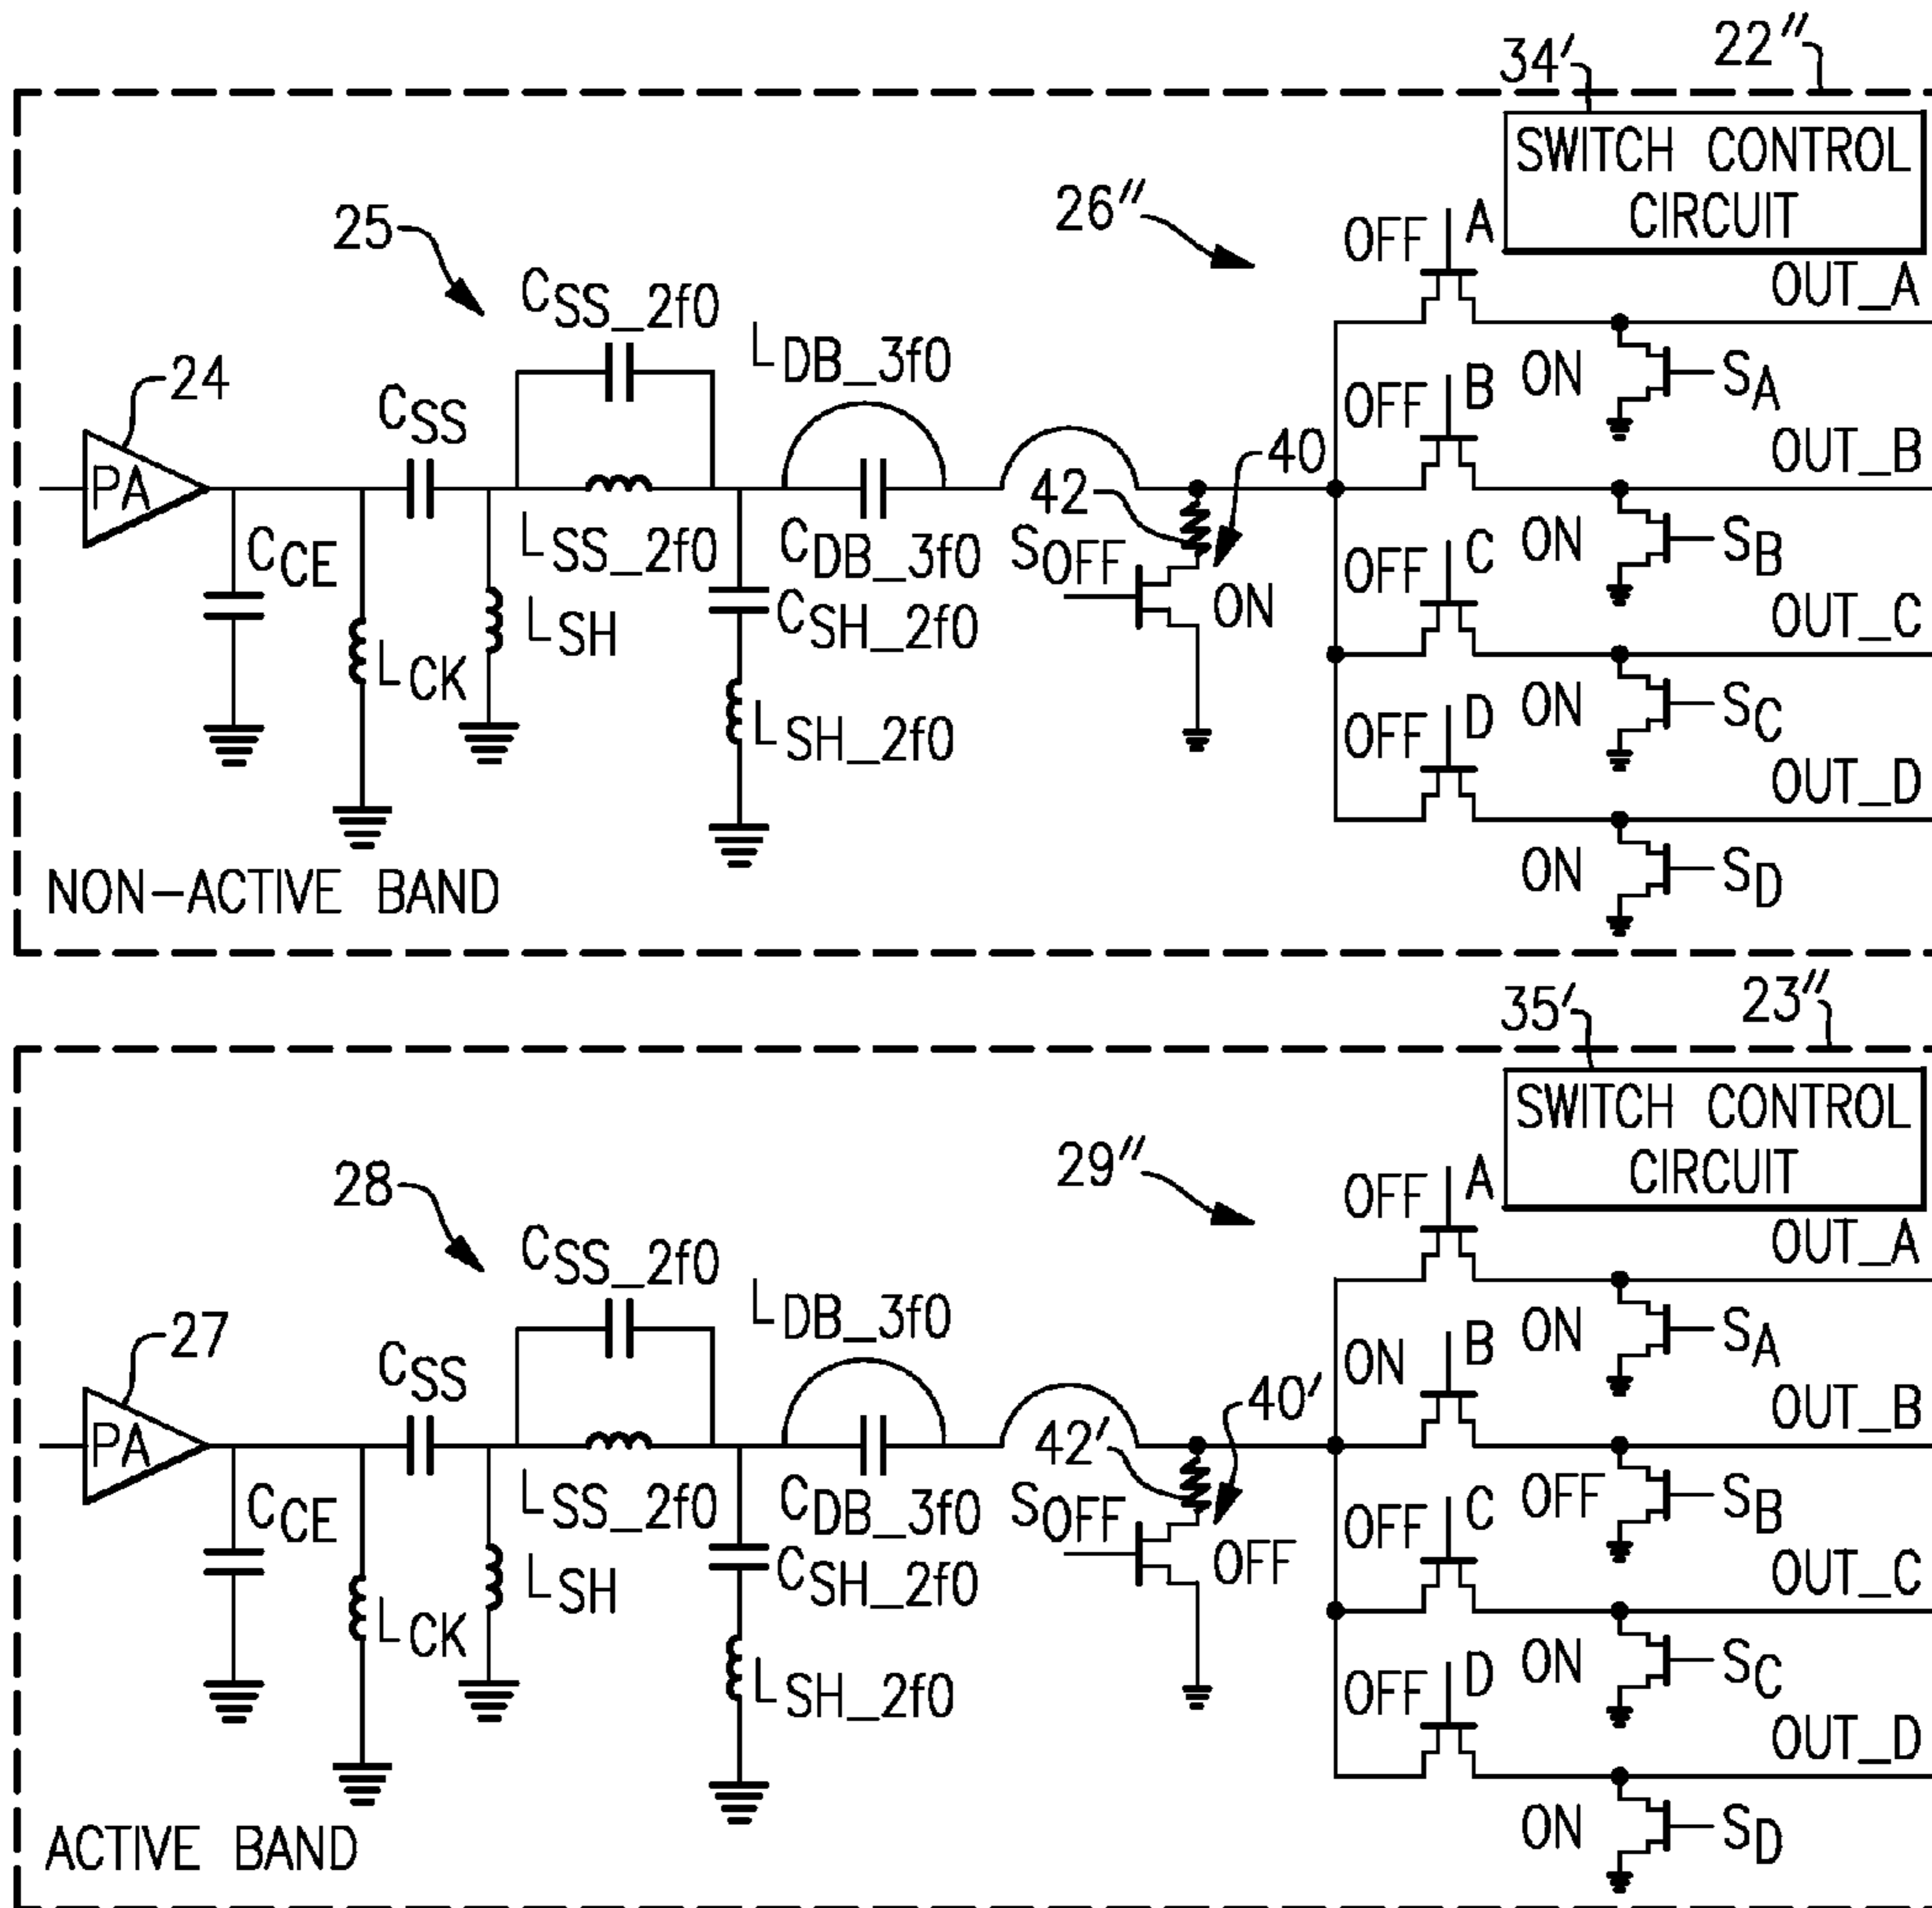 22″
34′
SWITCH CONTROL
CIRCUIT
26″
25
OFF A
OUT_A
CSS_2f0
LDB_3f0
ON SA
24
CSS
OFF B
OUT_B
PA
40
42
CCE
LSS_2f0
CDB_3f0
SOFF
ON
ON SB
OFF C
OUT_C
LSH
CSH_2f0
LCK
LSH_2f0
ON SC
OFF D
OUT_D
ON SD
NON-ACTIVE BAND
23″
35′
SWITCH CONTROL
CIRCUIT
29″
28
OFF A
OUT_A
CSS_2f0
LDB_3f0
ON SA
27
CSS
ON B
OUT_B
PA
40′
42′
CCE
LSS_2f0
CDB_3f0
SOFF
OFF
OFF SB
OFF C
OUT_C
LSH
CSH_2f0
LCK
LSH_2f0
ON SC
OFF D
OUT_D
ON SD
ACTIVE BAND